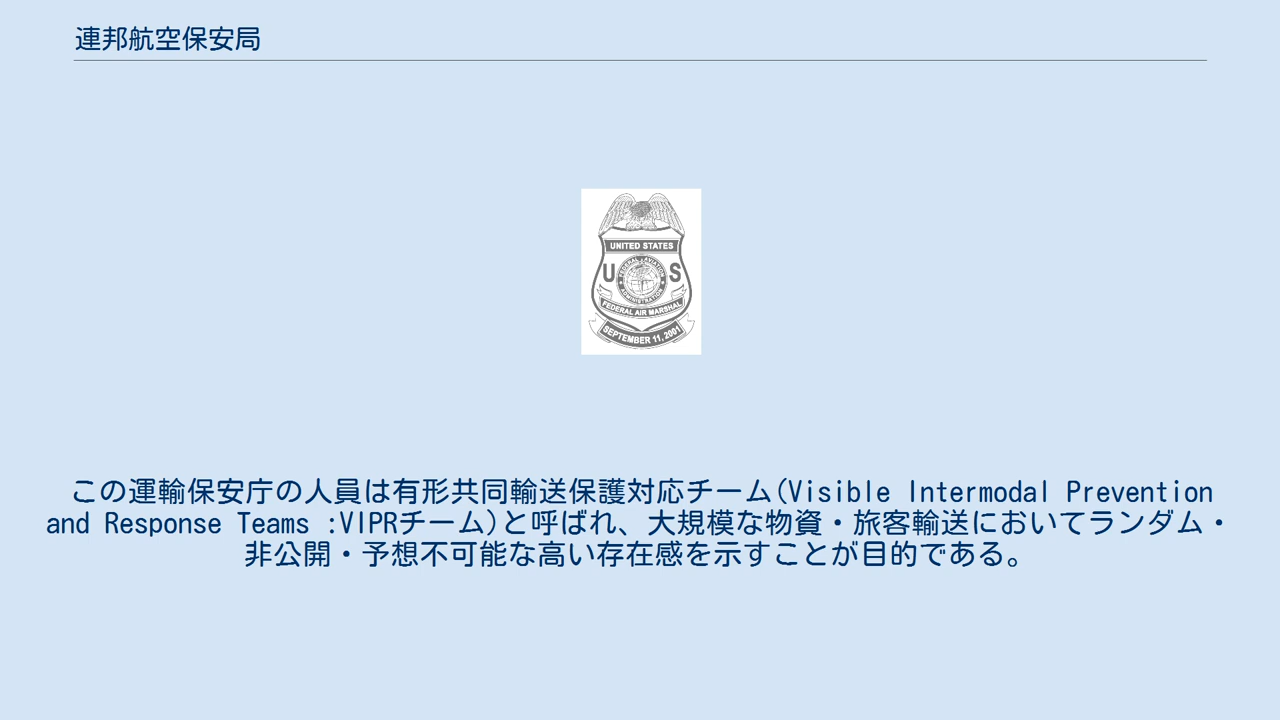 連邦航空保安局
UNITED STATES
U S
FEDERAL AVIATION
ADMINISTRATION
FEDERAL AIR MARSHAL
SEPTEMBER 11, 2001
この運輸保安庁の人員は有形共同輸送保護対応チーム(Visible Intermodal Prevention
and Response Teams :VIPRチーム)と呼ばれ、大規模な物資・旅客輸送においてランダム・
非公開・予想不可能な高い存在感を示すことが目的である。